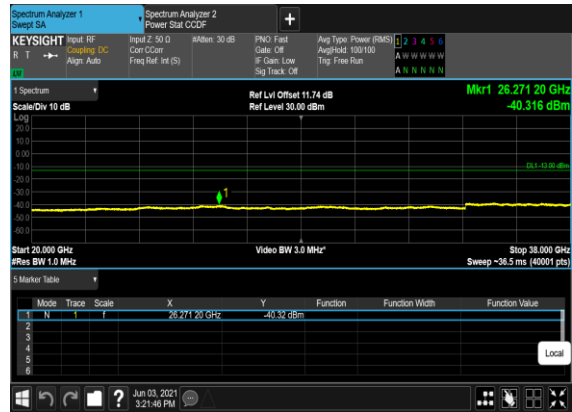 Spectrum Analyzer 1
Swept SA
Spectrum Analyzer 2
Power Stat CCDF
KEYSIGHT Input: RF
R T
Coupling: DC
Align: Auto
Input Z: 50 Ω
Corr CCorr
Freq Ref: Int (S)
#Atten: 30 dB
PNO: Fast
Gate: Off
IF Gain: Low
Sig Track: Off
Avg Type: Power (RMS)
Avg|Hold: 100/100
Trig: Free Run
1 2 3 4 5 6
A W W W W W
A N N N N N
1 Spectrum
Scale/Div 10 dB
Ref Lvl Offset 11.74 dB
Ref Level 30.00 dBm
Mkr1 26.271 20 GHz
-40.316 dBm
Log
20.0
10.0
0.00
-10.0
-20.0
-30.0
-40.0
-50.0
-60.0
DL1 -13.00 dBm
1
Start 20.000 GHz
#Res BW 1.0 MHz
Video BW 3.0 MHz*
Stop 38.000 GHz
Sweep ~36.5 ms (40001 pts)
5 Marker Table
Mode Trace Scale X Y Function Function Width Function Value
1 N 1 f 26.271 20 GHz -40.32 dBm
2
3
4
5
6
Local
Jun 03, 2021
3:21:46 PM